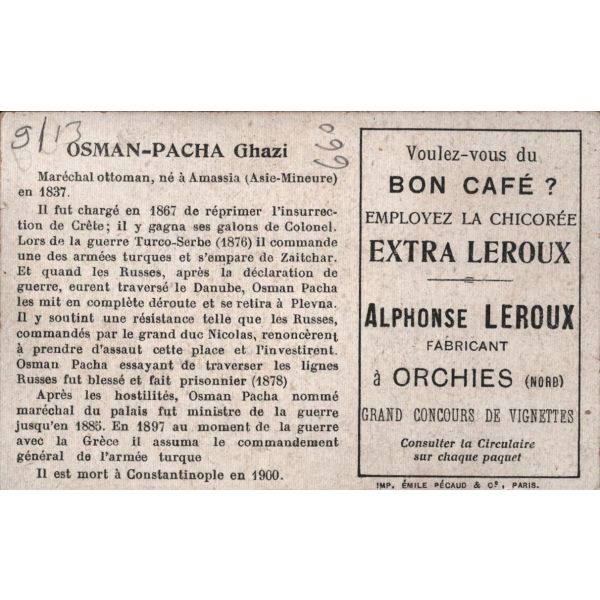 9/13
660
OSMAN-PACHA Ghazi
Maréchal ottoman, né à Amassia (Asie-Mineure)
en 1837.
Il fut chargé en 1867 de réprimer l'insurrec-
tion de Crête; il y gagna ses galons de Colonel.
Lors de la guerre Turco-Serbe (1876) il commande
une des armées turques et s'empare de Zaitchar.
Et quand les Russes, après la déclaration de
guerre, eurent traversé le Danube, Osman Pacha
les mit en complète déroute et se retira à Plevna.
Il y soutint une résistance telle que les Russes,
commandés par le grand duc Nicolas, renoncèrent
à prendre d'assaut cette place et l'investirent.
Osman Pacha essayant de traverser les lignes
Russes fut blessé et fait prisonnier (1878)
Après les hostilités, Osman Pacha nommé
maréchal du palais fut ministre de la guerre
jusqu'en 1885. En 1897 au moment de la guerre
avec la Grèce il assuma le commandement
général de l'armée turque
Il est mort à Constantinople en 1900.
Voulez-vous du
BON CAFÉ ?
EMPLOYEZ LA CHICORÉE
EXTRA LEROUX
ALPHONSE LEROUX
FABRICANT
à ORCHIES (NORD)
GRAND CONCOURS DE VIGNETTES
Consulter la Circulaire
sur chaque paquet
IMP. ÉMILE PÉCAUD & Cie, PARIS.